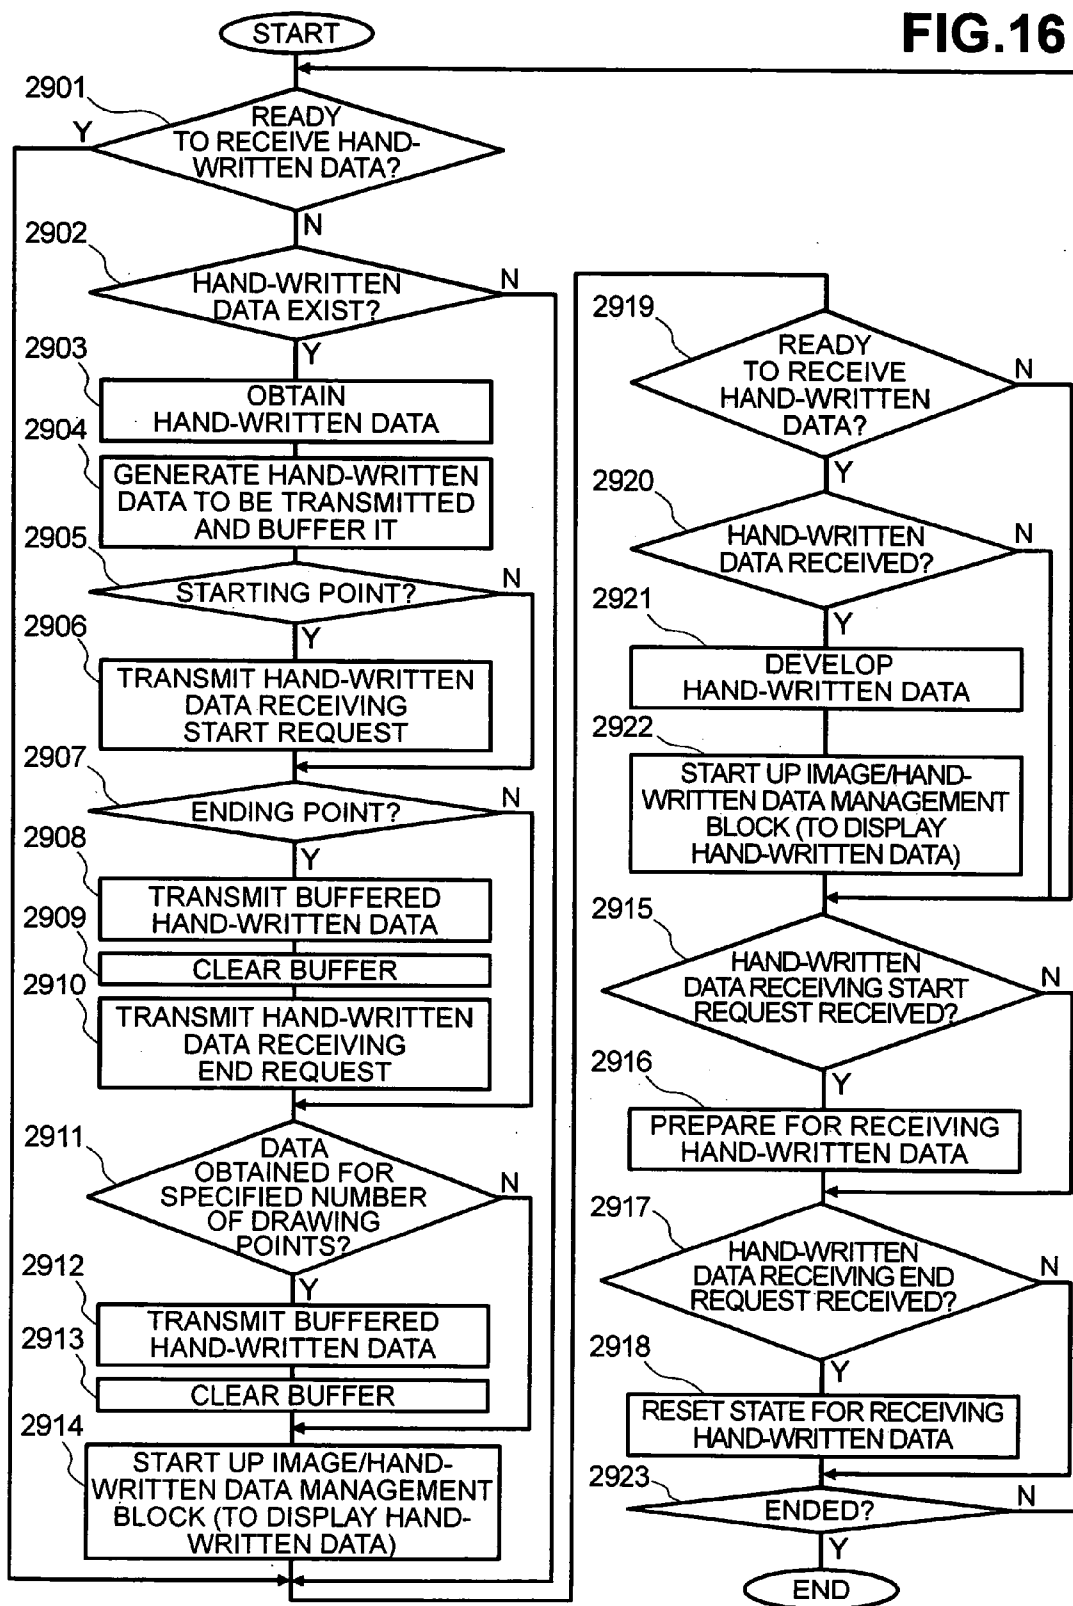 FIG.16
START
2901
READY
TO RECEIVE HAND-
WRITTEN DATA?
Y
N
2902
HAND-WRITTEN
DATA EXIST?
N
Y
2903
OBTAIN
HAND-WRITTEN DATA
2904
GENERATE HAND-WRITTEN
DATA TO BE TRANSMITTED
AND BUFFER IT
2905
STARTING POINT?
N
Y
2906
TRANSMIT HAND-WRITTEN
DATA RECEIVING
START REQUEST
2907
ENDING POINT?
N
Y
2908
TRANSMIT BUFFERED
HAND-WRITTEN DATA
2909
CLEAR BUFFER
2910
TRANSMIT HAND-WRITTEN
DATA RECEIVING
END REQUEST
2911
DATA
OBTAINED FOR
SPECIFIED NUMBER
OF DRAWING
POINTS?
N
Y
2912
TRANSMIT BUFFERED
HAND-WRITTEN DATA
2913
CLEAR BUFFER
2914
START UP IMAGE/HAND-
WRITTEN DATA MANAGEMENT
BLOCK (TO DISPLAY HAND-
WRITTEN DATA)
2919
READY
TO RECEIVE
HAND-WRITTEN
DATA?
N
Y
2920
HAND-WRITTEN
DATA RECEIVED?
N
Y
2921
DEVELOP
HAND-WRITTEN DATA
2922
START UP IMAGE/HAND-
WRITTEN DATA MANAGEMENT
BLOCK (TO DISPLAY
HAND-WRITTEN DATA)
2915
HAND-WRITTEN
DATA RECEIVING START
REQUEST RECEIVED?
N
Y
2916
PREPARE FOR RECEIVING
HAND-WRITTEN DATA
2917
HAND-WRITTEN
DATA RECEIVING END
REQUEST RECEIVED?
N
Y
2918
RESET STATE FOR RECEIVING
HAND-WRITTEN DATA
2923
ENDED?
N
Y
END